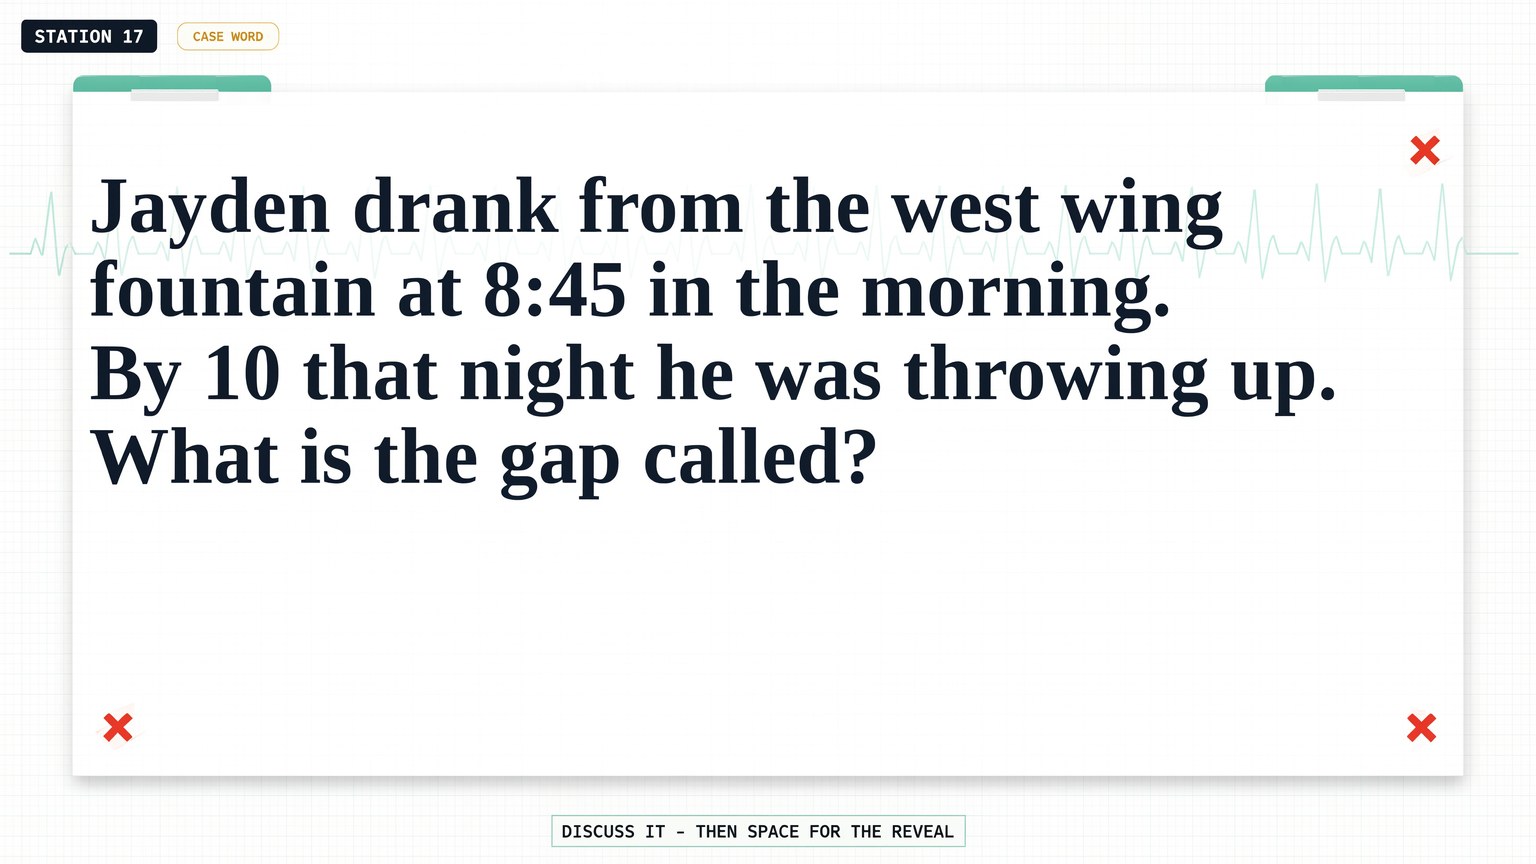 STATION 17
CASE WORD
Jayden drank from the west wing
fountain at 8:45 in the morning.
By 10 that night he was throwing up.
What is the gap called?
DISCUSS IT - THEN SPACE FOR THE REVEAL